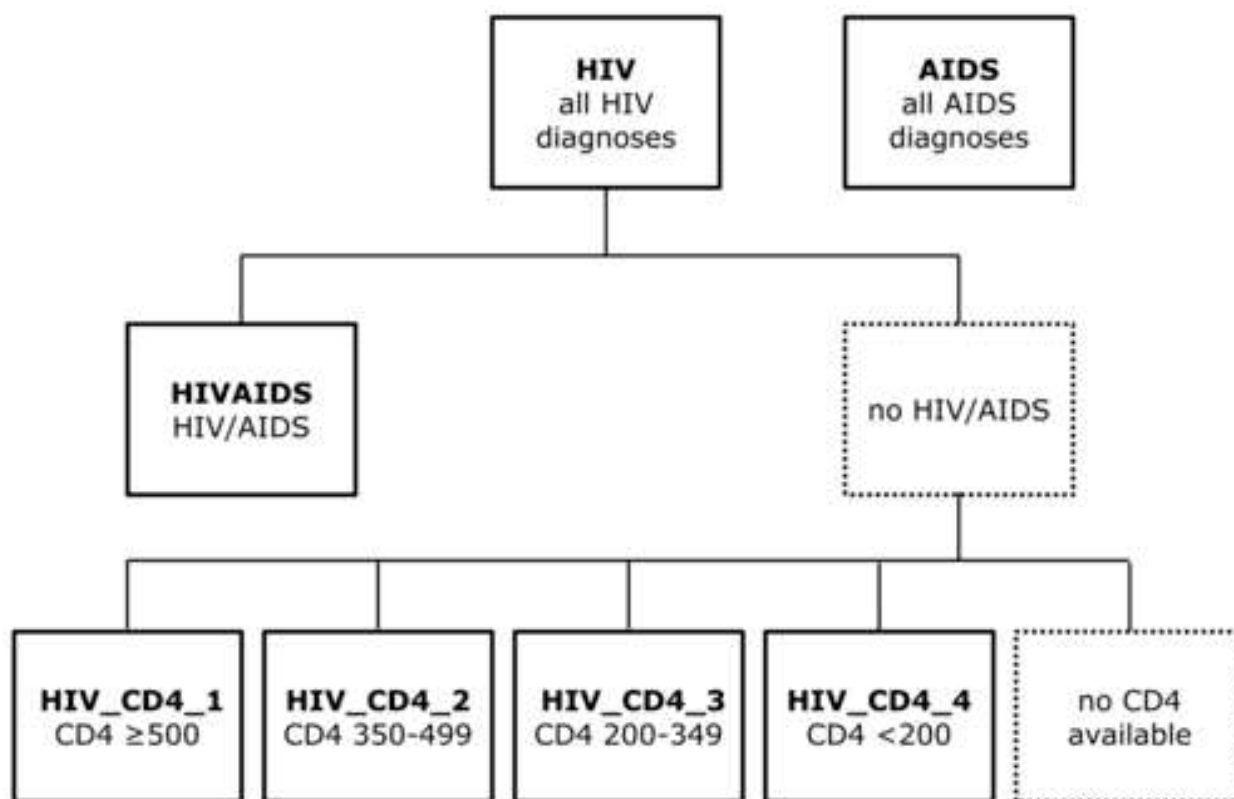 HIV
all HIV
diagnoses
AIDS
all AIDS
diagnoses
HIVAIDS
HIV/AIDS
no HIV/AIDS
HIV_CD4_1
CD4 ≥500
HIV_CD4_2
CD4 350-499
HIV_CD4_3
CD4 200-349
HIV_CD4_4
CD4 <200
no CD4
available